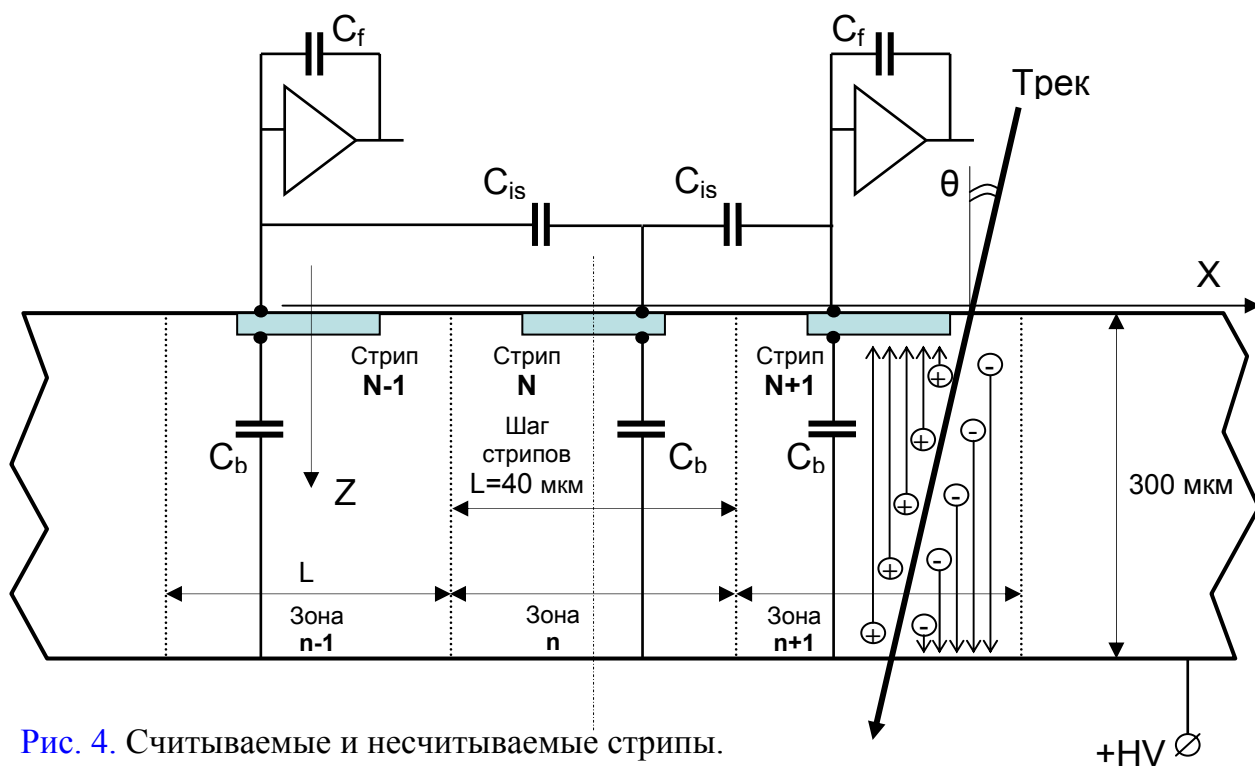 C_f
C_f
Трек
C_is
C_is
θ
X
Стрип
N-1
Стрип
N
Стрип
N+1
C_b
Z
Шаг
стрипов
L=40 мкм
C_b
C_b
300 мкм
L
Зона
n-1
Зона
n
Зона
n+1
+ + + + +
- - - - -
Рис. 4. Считываемые и несчитываемые стрипы.
+HV